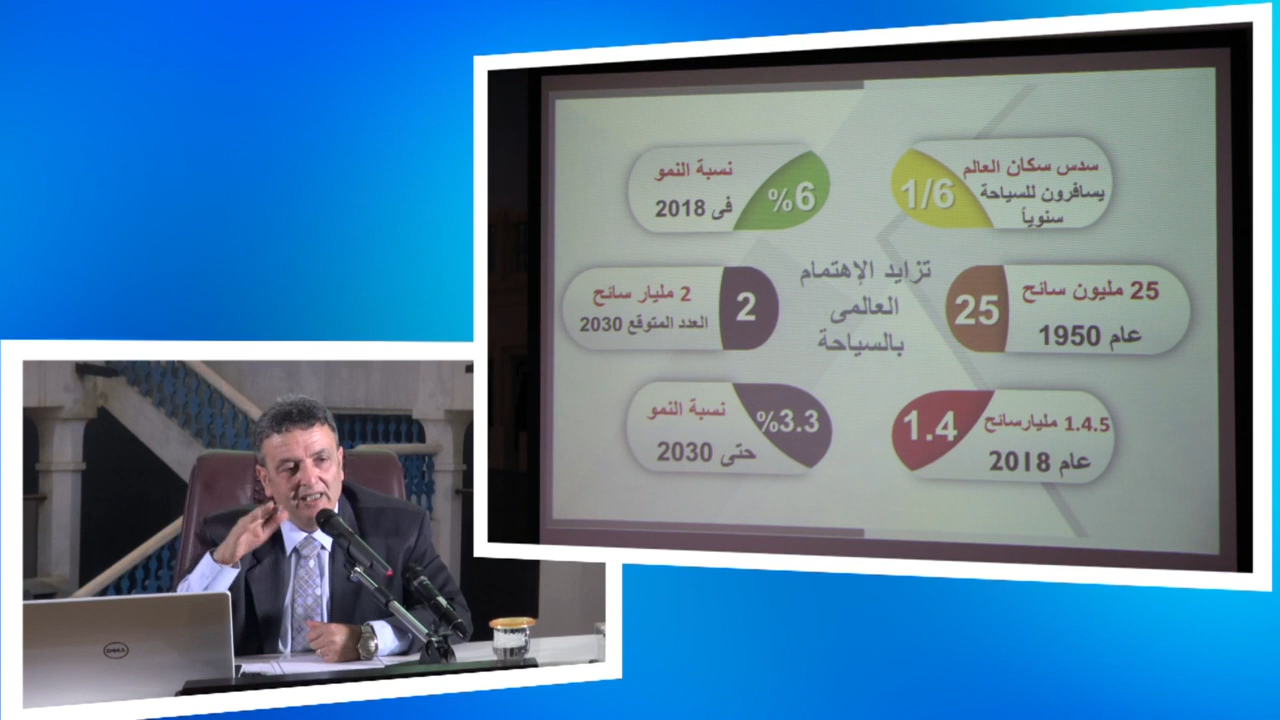 سدس سكان العالم
يسافرون للسياحة
سنوياً
1/6
نسبة النمو
فى 2018
%6
تزايد الإهتمام
العالمى
بالسياحة
25 مليون سائح
عام 1950
25
2 مليار سائح
العدد المتوقع 2030
2
1.4.5 مليارسائح
عام 2018
1.4
نسبة النمو
حتى 2030
%3.3
DELL